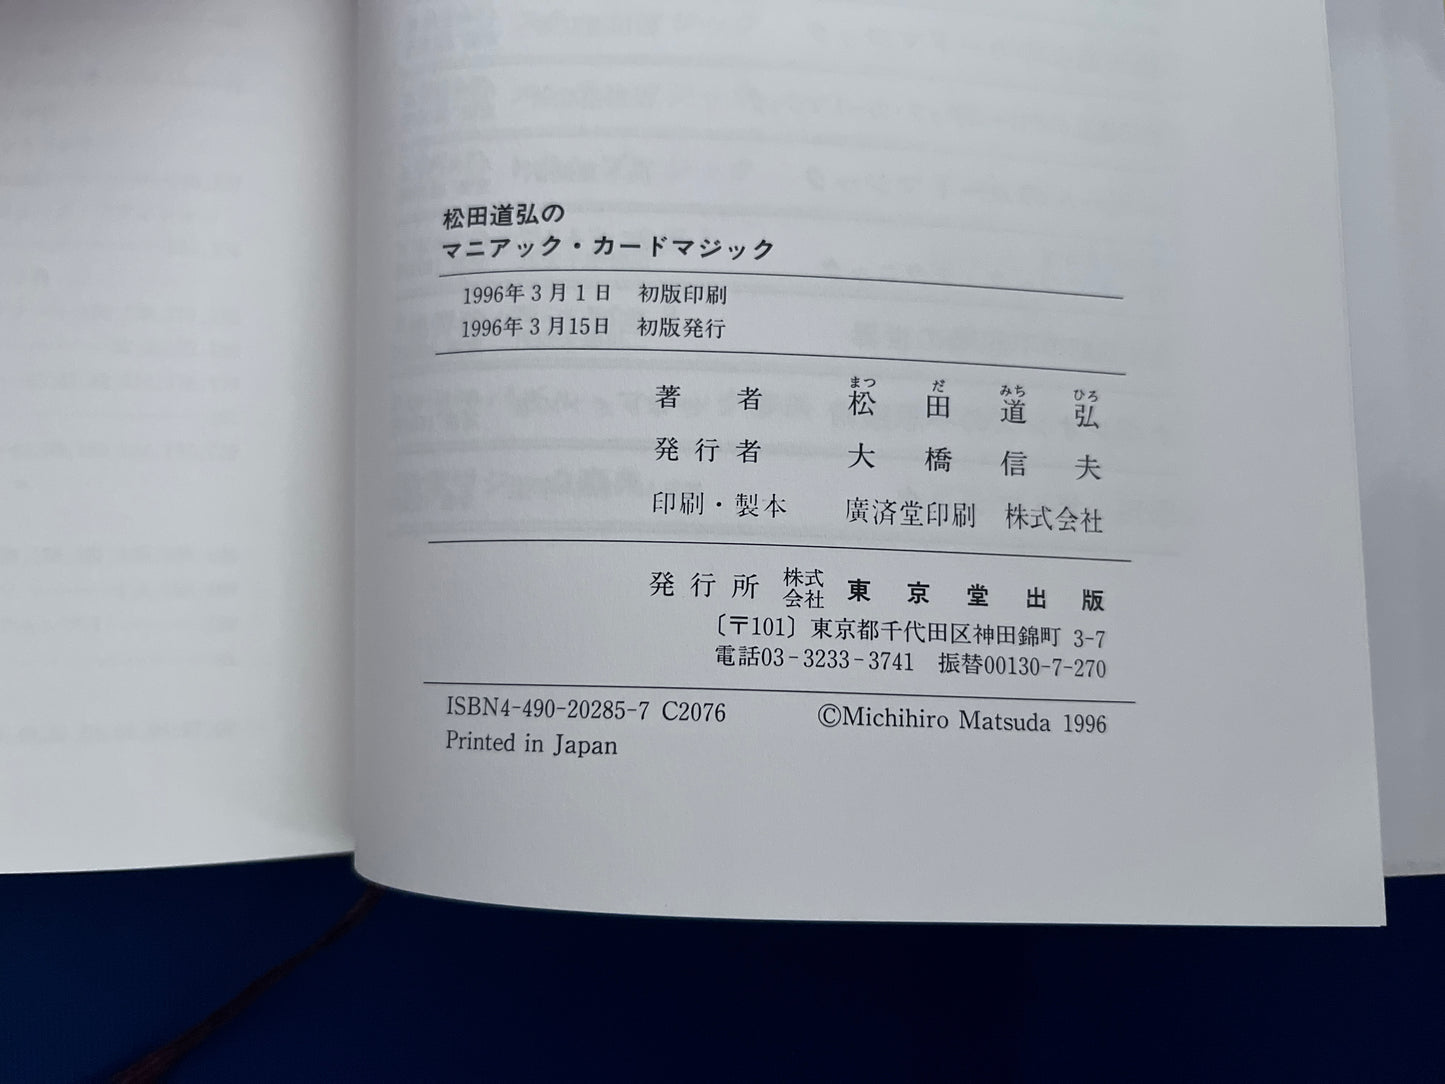 松田道弘の
マニアック・カードマジック
1996年3月1日 初版印刷
1996年3月15日 初版発行
まつ だ みち ひろ
著者 松田道弘
発行者 大橋信夫
印刷・製本 廣済堂印刷 株式会社
発行所 株式会社 東京堂出版
〔〒101〕東京都千代田区神田錦町 3-7
電話03-3233-3741 振替00130-7-270
ISBN4-490-20285-7 C2076 ©Michihiro Matsuda 1996
Printed in Japan